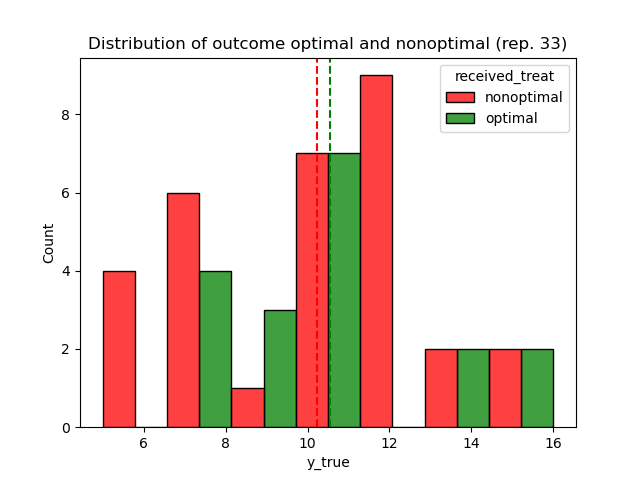 Distribution of outcome optimal and nonoptimal (rep. 33)
received_treat
nonoptimal
optimal
Count
8
6
4
2
0
6
8
10
12
14
16
y_true